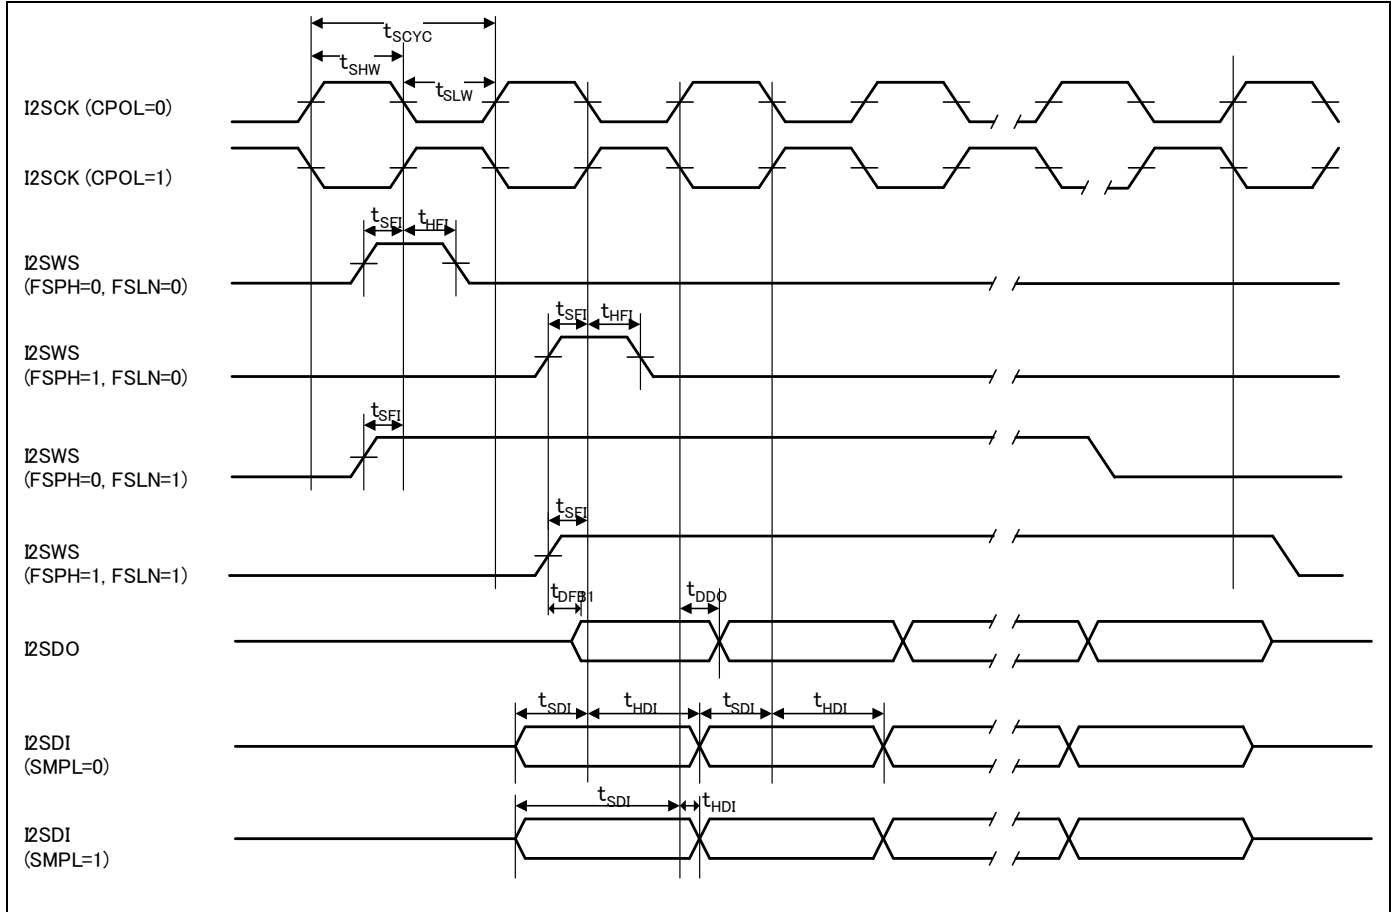 tSCYC
tSHW
tSLW
I2SCK (CPOL=0)
I2SCK (CPOL=1)
tSFI
tHFI
I2SWS
(FSPH=0, FSLN=0)
tSFI
tHFI
I2SWS
(FSPH=1, FSLN=0)
tSFI
I2SWS
(FSPH=0, FSLN=1)
tSFI
I2SWS
(FSPH=1, FSLN=1)
tDFB1
tDDO
I2SDO
tSDI
tHDI
tSDI
tHDI
I2SDI
(SMPL=0)
tSDI
tHDI
I2SDI
(SMPL=1)